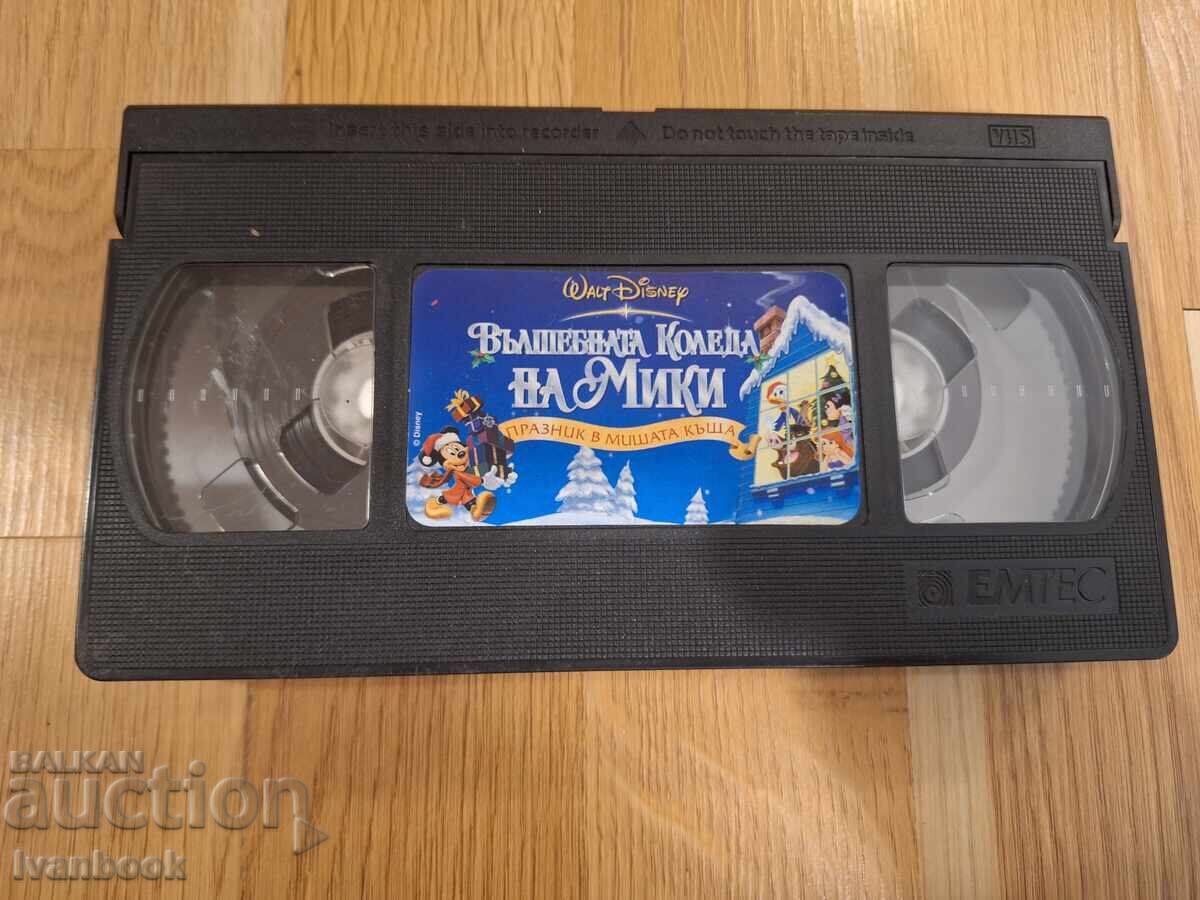 Insert this side into recorder Do not touch the tape inside VHS
WALT DISNEY
ВЪЛШЕБНАТА КОЛЕДА
НА МИКИ
ПРАЗНИК В МИШАТА КЪЩА
© Disney
EMTEC
BALKAN
auction
Ivanbook